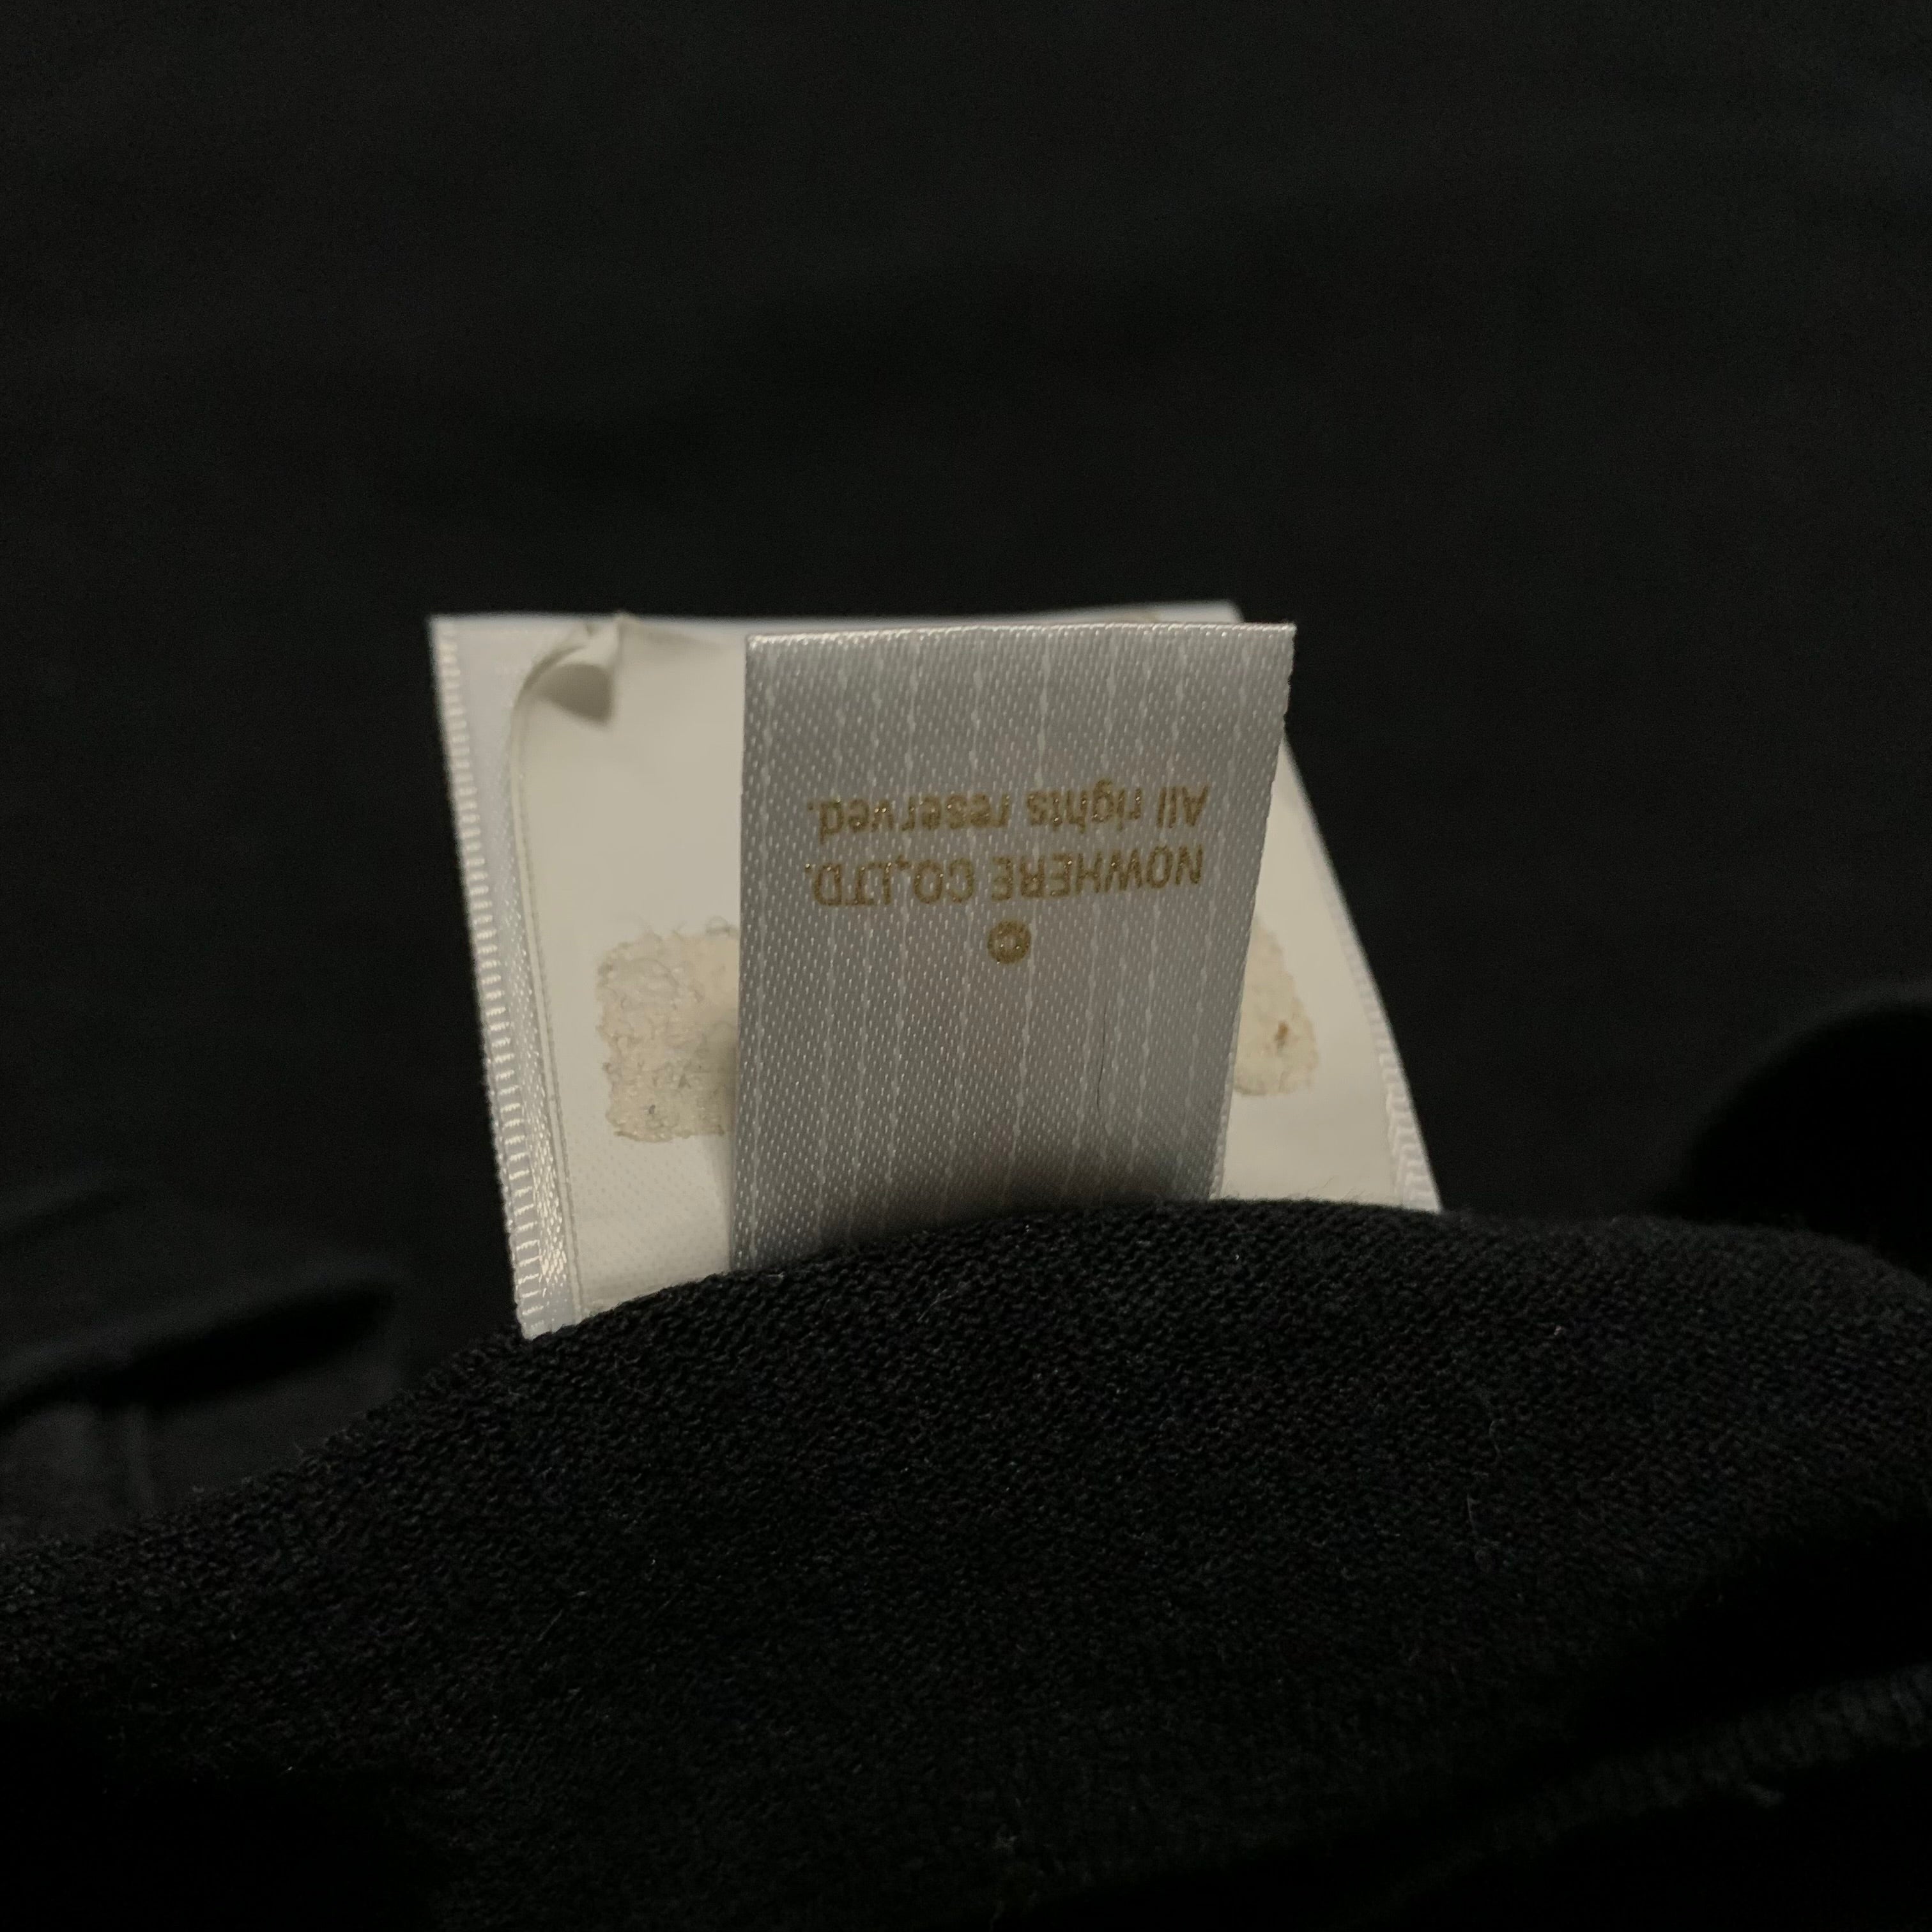 ©
NOWHERE CO.,LTD.
All rights reserved.